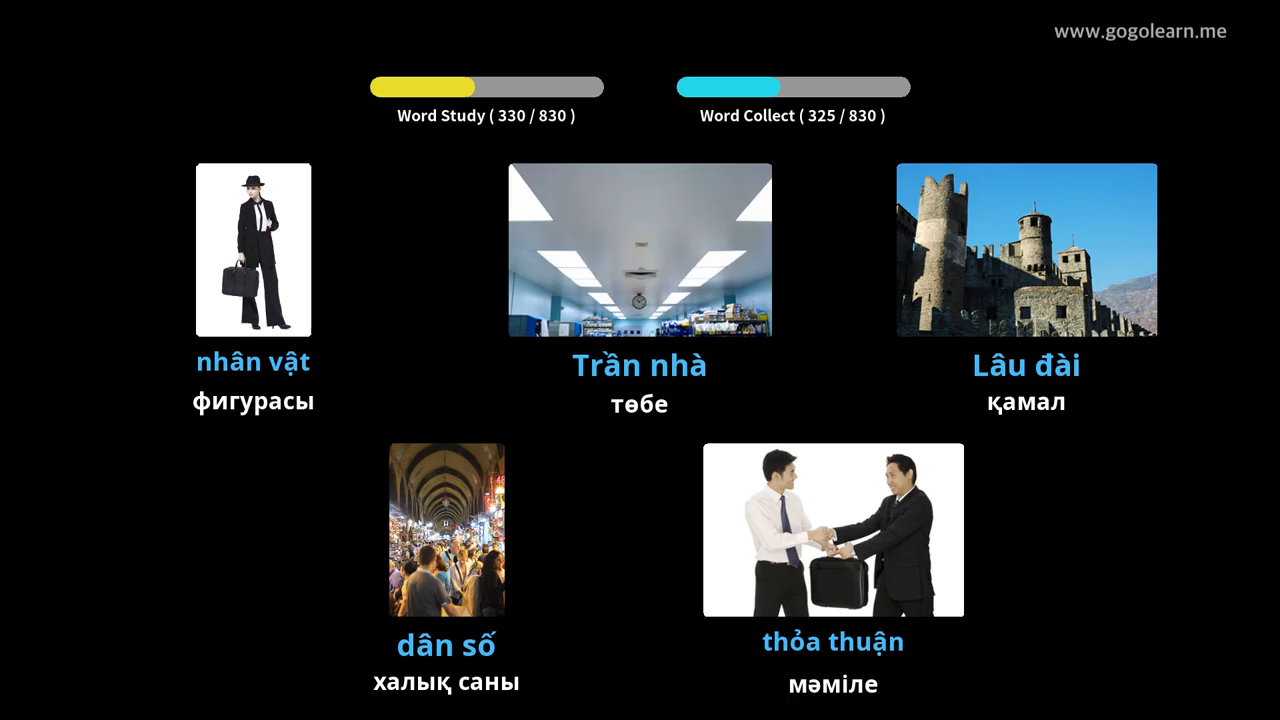 www.gogolearn.me
Word Study ( 330 / 830 )
Word Collect ( 325 / 830 )
nhân vật
фигурасы
Trần nhà
төбе
Lâu đài
қамал
dân số
халық саны
thỏa thuận
мәміле